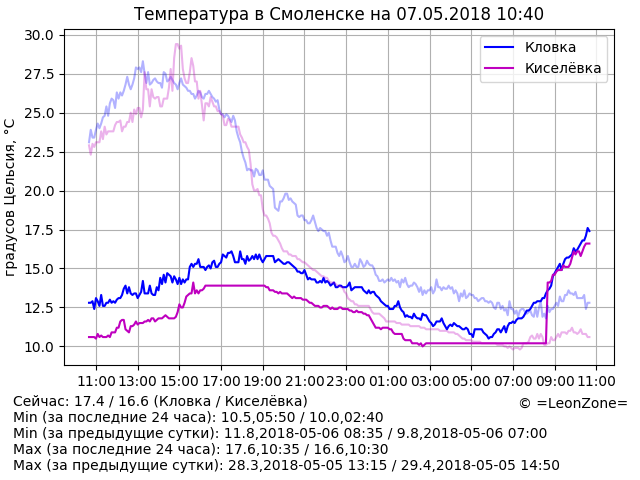 Температура в Смоленске на 07.05.2018 10:40
30.0
27.5
25.0
22.5
20.0
17.5
15.0
12.5
10.0
градусов Цельсия, °C
Кловка
Киселёвка
11:00 13:00 15:00 17:00 19:00 21:00 23:00 01:00 03:00 05:00 07:00 09:00 11:00
Сейчас: 17.4 / 16.6 (Кловка / Киселёвка)
© =LeonZone=
Min (за последние 24 часа): 10.5,05:50 / 10.0,02:40
Min (за предыдущие сутки): 11.8,2018-05-06 08:35 / 9.8,2018-05-06 07:00
Max (за последние 24 часа): 17.6,10:35 / 16.6,10:30
Max (за предыдущие сутки): 28.3,2018-05-05 13:15 / 29.4,2018-05-05 14:50